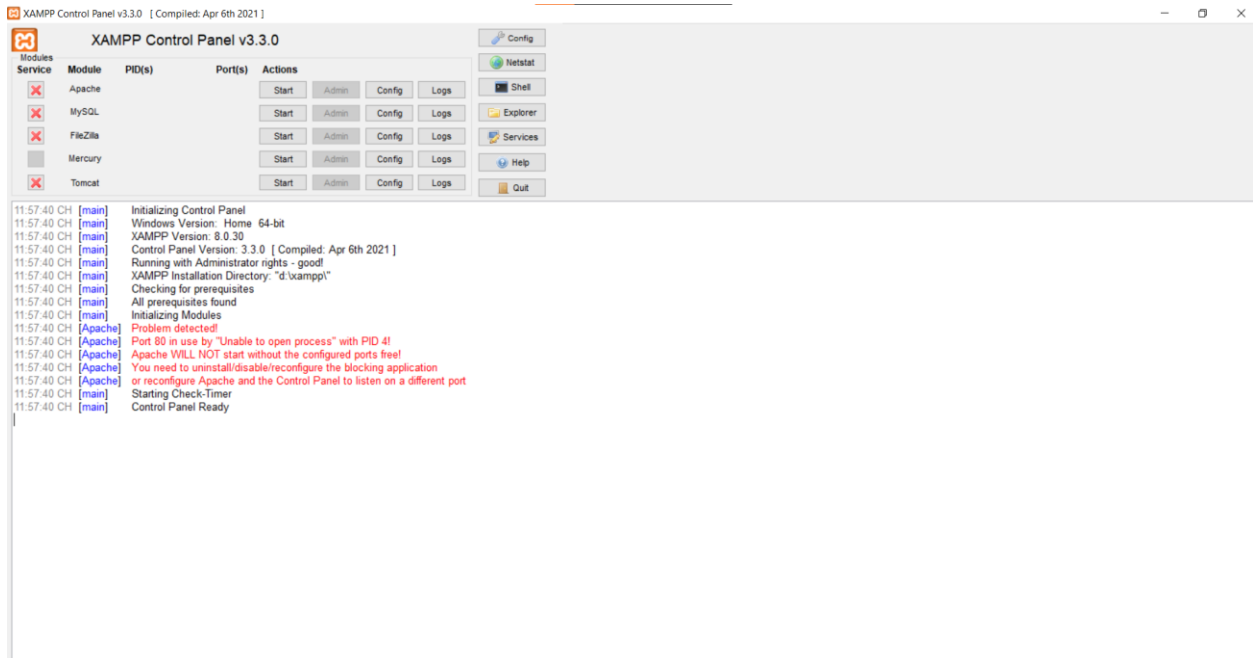 XAMPP Control Panel v3.3.0 [ Compiled: Apr 6th 2021 ]
XAMPP Control Panel v3.3.0
Config
Modules
Service Module PID(s) Port(s) Actions
Netstat
Apache Start Admin Config Logs
Shell
MySQL Start Admin Config Logs
Explorer
FileZilla Start Admin Config Logs
Services
Mercury Start Admin Config Logs
Help
Tomcat Start Admin Config Logs
Quit
11:57:40 CH [main] Initializing Control Panel
11:57:40 CH [main] Windows Version: Home 64-bit
11:57:40 CH [main] XAMPP Version: 8.0.30
11:57:40 CH [main] Control Panel Version: 3.3.0 [ Compiled: Apr 6th 2021 ]
11:57:40 CH [main] Running with Administrator rights - good!
11:57:40 CH [main] XAMPP Installation Directory: "d:\xampp\"
11:57:40 CH [main] Checking for prerequisites
11:57:40 CH [main] All prerequisites found
11:57:40 CH [main] Initializing Modules
11:57:40 CH [Apache] Problem detected!
11:57:40 CH [Apache] Port 80 in use by "Unable to open process" with PID 4!
11:57:40 CH [Apache] Apache WILL NOT start without the configured ports free!
11:57:40 CH [Apache] You need to uninstall/disable/reconfigure the blocking application
11:57:40 CH [Apache] or reconfigure Apache and the Control Panel to listen on a different port
11:57:40 CH [main] Starting Check-Timer
11:57:40 CH [main] Control Panel Ready